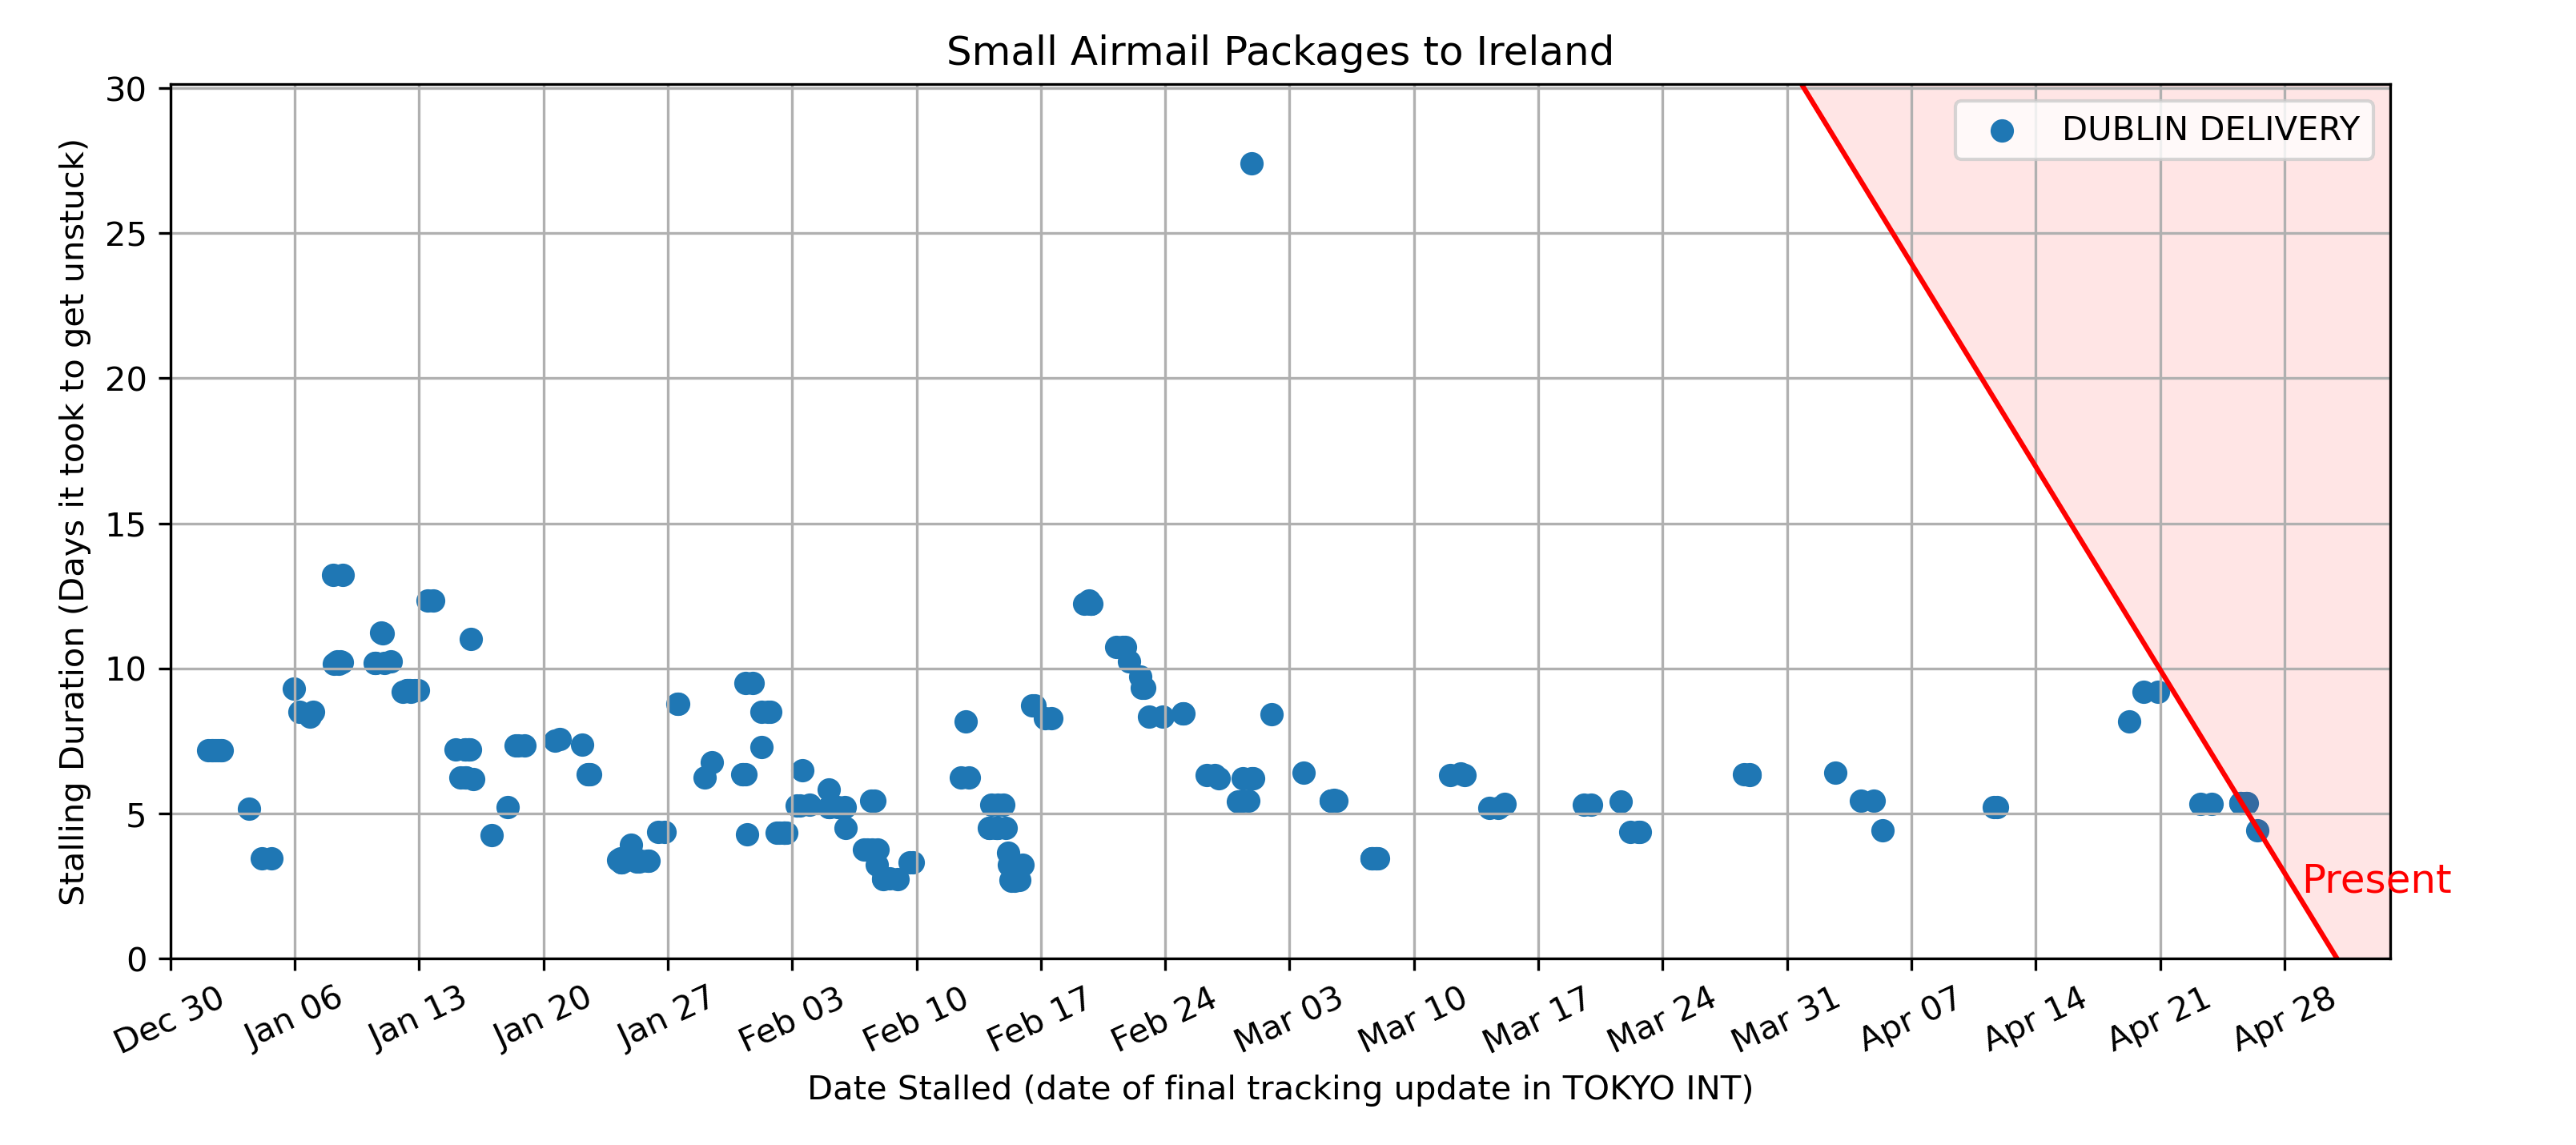 Small Airmail Packages to Ireland
DUBLIN DELIVERY
Stalling Duration (Days it took to get unstuck)
30
25
20
15
10
5
0
Present
Dec 30
Jan 06
Jan 13
Jan 20
Jan 27
Feb 03
Feb 10
Feb 17
Feb 24
Mar 03
Mar 10
Mar 17
Mar 24
Mar 31
Apr 07
Apr 14
Apr 21
Apr 28
Date Stalled (date of final tracking update in TOKYO INT)